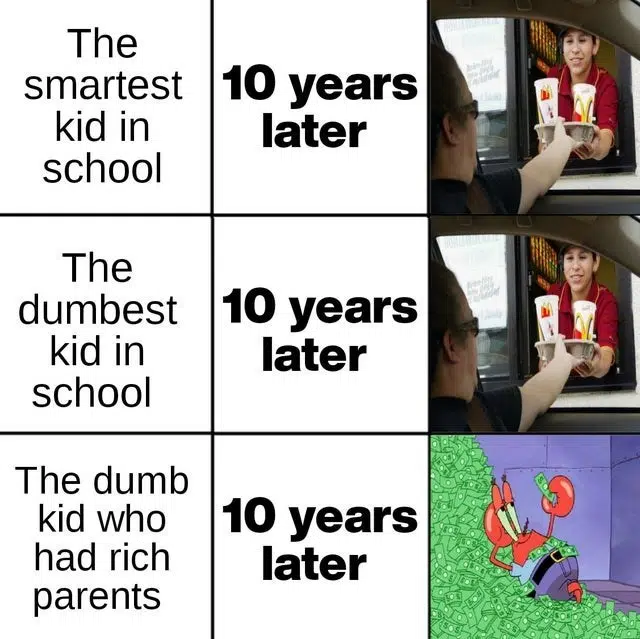 The
smartest
kid in
school
10 years
later
The
dumbest
kid in
school
10 years
later
The dumb
kid who
had rich
parents
10 years
later